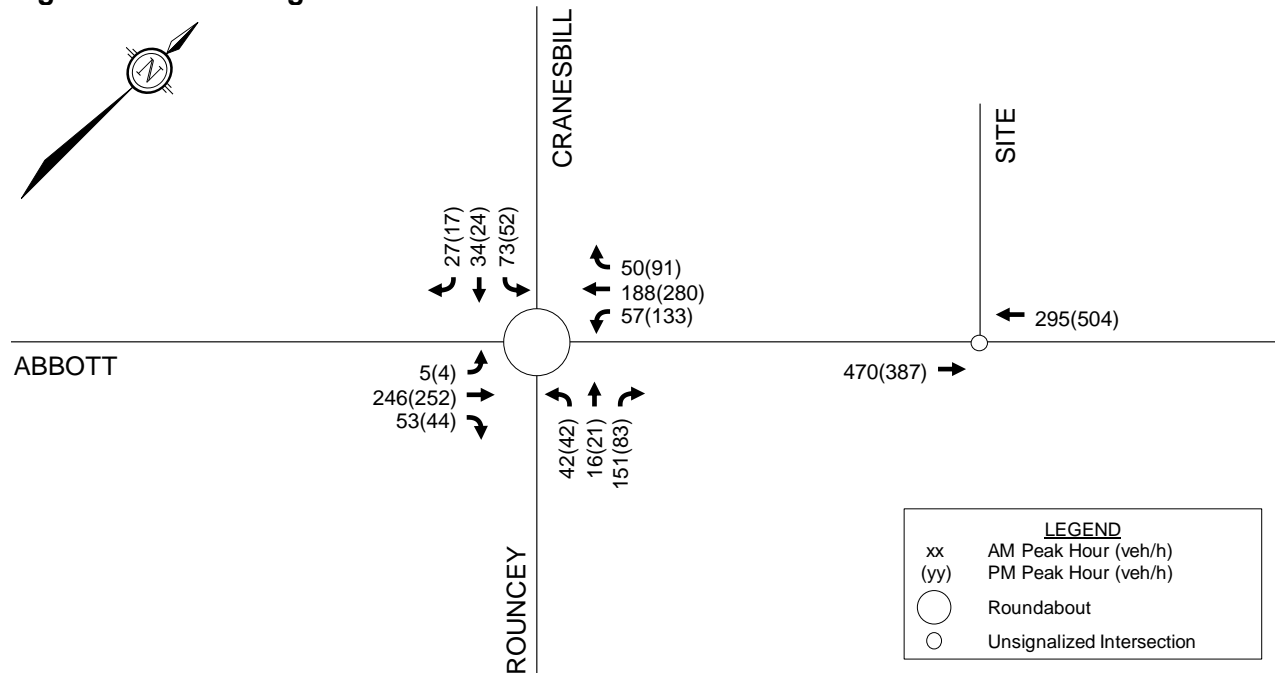 N
CRANESBILL
SITE
27(17)
34(24)
73(52)
50(91)
188(280)
57(133)
295(504)
ABBOTT
5(4)
246(252)
53(44)
470(387)
42(42)
16(21)
151(83)
ROUNCEY
LEGEND
xx AM Peak Hour (veh/h)
(yy) PM Peak Hour (veh/h)
Roundabout
Unsignalized Intersection